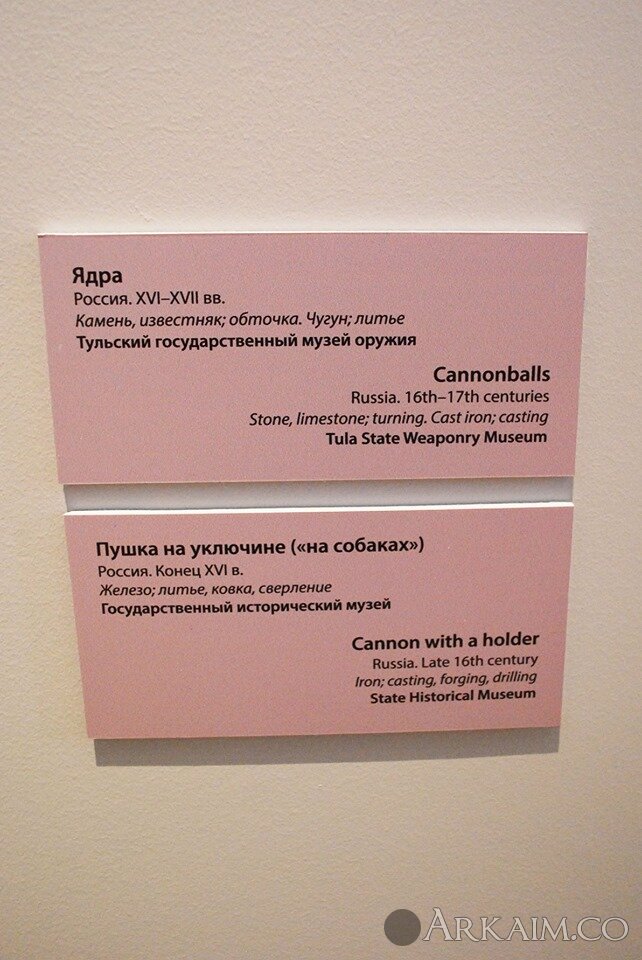 Ядра
Россия. XVI–XVII вв.
Камень, известняк; обточка. Чугун; литье
Тульский государственный музей оружия
Cannonballs
Russia. 16th–17th centuries
Stone, limestone; turning. Cast iron; casting
Tula State Weaponry Museum
Пушка на уключине («на собаках»)
Россия. Конец XVI в.
Железо; литье, ковка, сверление
Государственный исторический музей
Cannon with a holder
Russia. Late 16th century
Iron; casting, forging, drilling
State Historical Museum
ARKAIM.CO